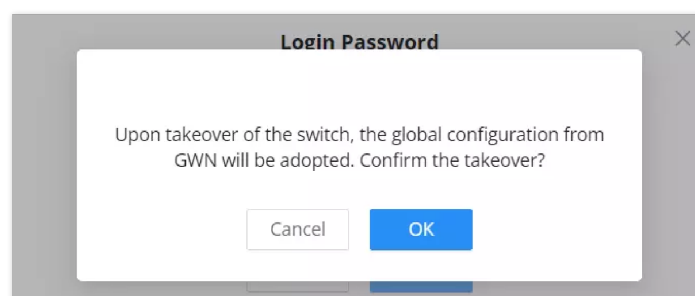 Login Password
Upon takeover of the switch, the global configuration from
GWN will be adopted. Confirm the takeover?
Cancel
OK